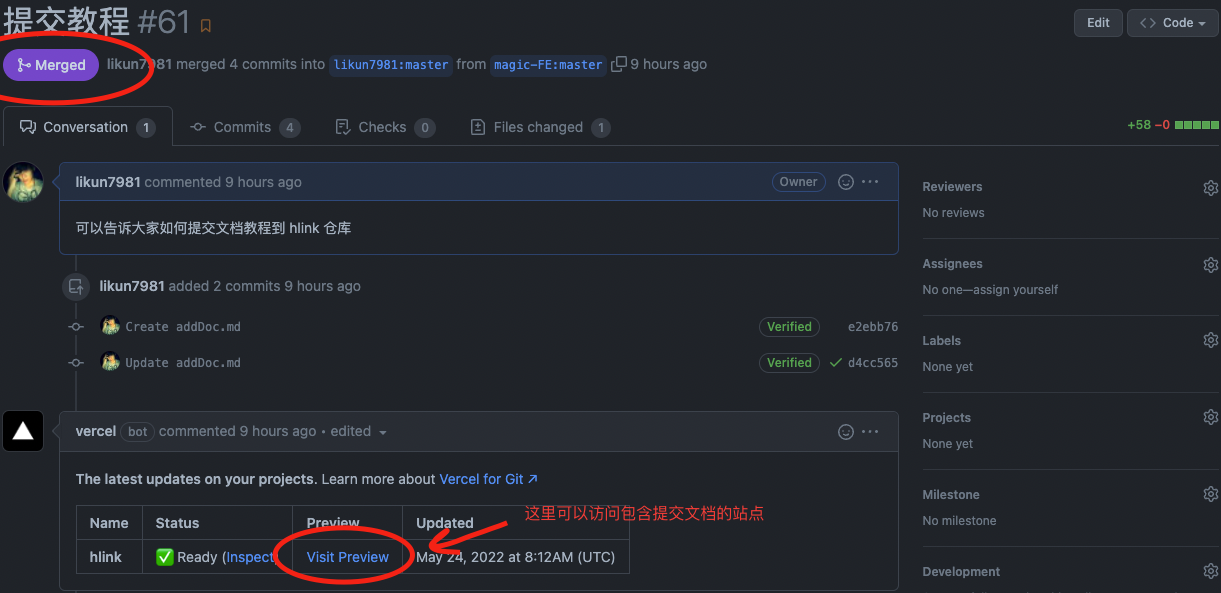 提交教程 #61
Edit
<> Code
Merged
likun7981 merged 4 commits into likun7981:master from magic-FE:master 9 hours ago
Conversation 1
Commits 4
Checks 0
Files changed 1
+58 −0
likun7981 commented 9 hours ago
Owner
可以告诉大家如何提交文档教程到 hlink 仓库
likun7981 added 2 commits 9 hours ago
Create addDoc.md
Verified
e2ebb76
Update addDoc.md
Verified
d4cc565
vercel bot commented 9 hours ago • edited
The latest updates on your projects. Learn more about Vercel for Git ↗
这里可以访问包含提交文档的站点
Name Status Preview Updated
hlink ✅ Ready (Inspect Visit Preview May 24, 2022 at 8:12AM (UTC)
Reviewers
No reviews
Assignees
No one—assign yourself
Labels
None yet
Projects
None yet
Milestone
No milestone
Development